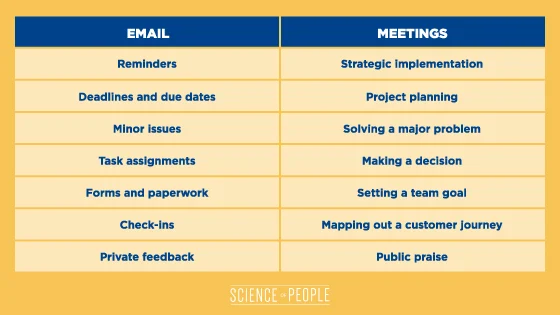 EMAIL MEETINGS
Reminders Strategic implementation
Deadlines and due dates Project planning
Minor issues Solving a major problem
Task assignments Making a decision
Forms and paperwork Setting a team goal
Check-ins Mapping out a customer journey
Private feedback Public praise
SCIENCE OF PEOPLE